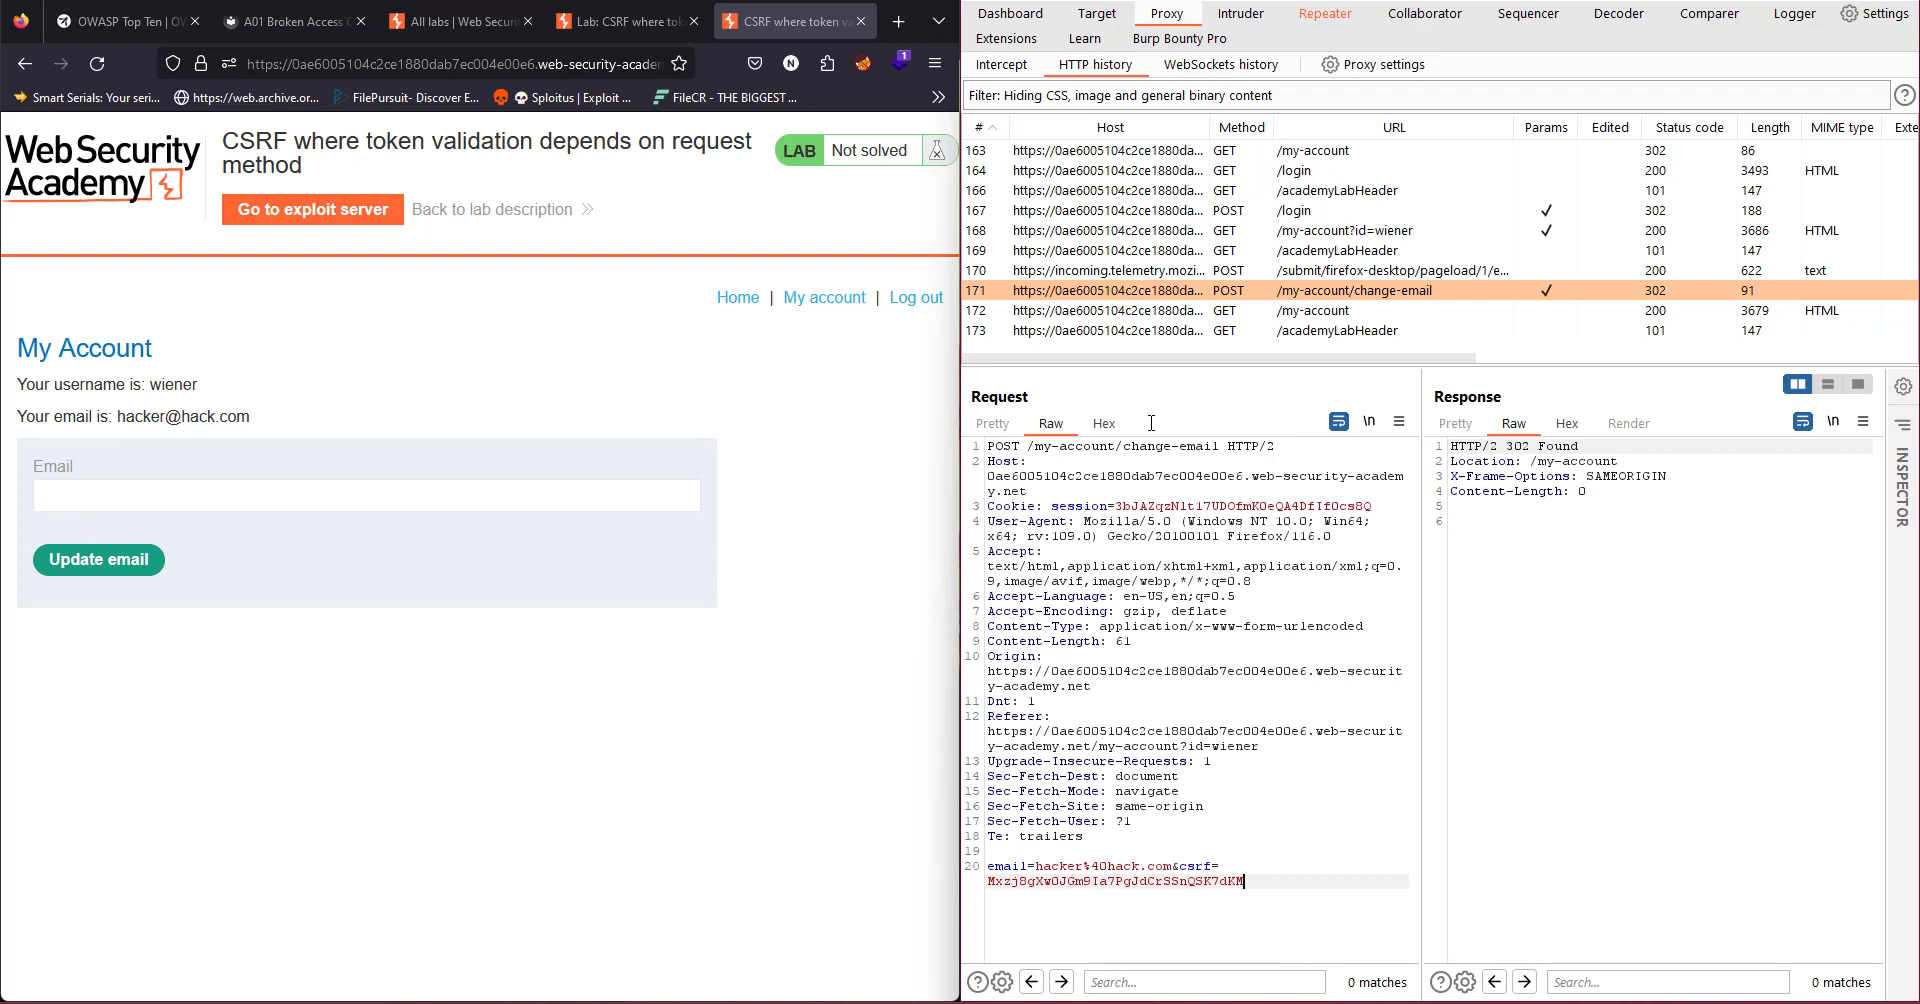 OWASP Top Ten | OV
A01 Broken Access C
All labs | Web Securi
Lab: CSRF where tok
CSRF where token va
https://0ae6005104c2ce1880dab7ec004e00e6.web-security-acade
N
1
Smart Serials: Your seri...
https://web.archive.or...
FilePursuit- Discover E...
Sploitus | Exploit ...
FileCR - THE BIGGEST ...
Web Security
Academy
CSRF where token validation depends on request
method
LAB
Not solved
Go to exploit server
Back to lab description
Home | My account | Log out
My Account
Your username is: wiener
Your email is: hacker@hack.com
Email
Update email
Dashboard Target Proxy Intruder Repeater Collaborator Sequencer Decoder Comparer Logger Settings
Extensions Learn Burp Bounty Pro
Intercept HTTP history WebSockets history Proxy settings
Filter: Hiding CSS, image and general binary content
?
# Host Method URL Params Edited Status code Length MIME type Exte
163 https://0ae6005104c2ce1880da... GET /my-account 302 86
164 https://0ae6005104c2ce1880da... GET /login 200 3493 HTML
166 https://0ae6005104c2ce1880da... GET /academyLabHeader 101 147
167 https://0ae6005104c2ce1880da... POST /login ✓ 302 188
168 https://0ae6005104c2ce1880da... GET /my-account?id=wiener ✓ 200 3686 HTML
169 https://0ae6005104c2ce1880da... GET /academyLabHeader 101 147
170 https://incoming.telemetry.mozi... POST /submit/firefox-desktop/pageload/1/e... 200 622 text
171 https://0ae6005104c2ce1880da... POST /my-account/change-email ✓ 302 91
172 https://0ae6005104c2ce1880da... GET /my-account 200 3679 HTML
173 https://0ae6005104c2ce1880da... GET /academyLabHeader 101 147
Request
Pretty Raw Hex
\n
1 POST /my-account/change-email HTTP/2
2 Host:
0ae6005104c2ce1880dab7ec004e00e6.web-security-academ
y.net
3 Cookie: session=3bJAZqzNlt17UDOfmK0eQA4DfIf0cs8Q
4 User-Agent: Mozilla/5.0 (Windows NT 10.0; Win64;
x64; rv:109.0) Gecko/20100101 Firefox/116.0
5 Accept:
text/html,application/xhtml+xml,application/xml;q=0.
9,image/avif,image/webp,*/*;q=0.8
6 Accept-Language: en-US,en;q=0.5
7 Accept-Encoding: gzip, deflate
8 Content-Type: application/x-www-form-urlencoded
9 Content-Length: 61
10 Origin:
https://0ae6005104c2ce1880dab7ec004e00e6.web-securit
y-academy.net
11 Dnt: 1
12 Referer:
https://0ae6005104c2ce1880dab7ec004e00e6.web-securit
y-academy.net/my-account?id=wiener
13 Upgrade-Insecure-Requests: 1
14 Sec-Fetch-Dest: document
15 Sec-Fetch-Mode: navigate
16 Sec-Fetch-Site: same-origin
17 Sec-Fetch-User: ?1
18 Te: trailers
19
20 email=hacker%40hack.com&csrf=
Mxzj8gXw0JGm9Ia7PgJdCrSSnQSK7dKM
? Search... 0 matches
Response
Pretty Raw Hex Render
\n
1 HTTP/2 302 Found
2 Location: /my-account
3 X-Frame-Options: SAMEORIGIN
4 Content-Length: 0
5
6
? Search... 0 matches
INSPECTOR